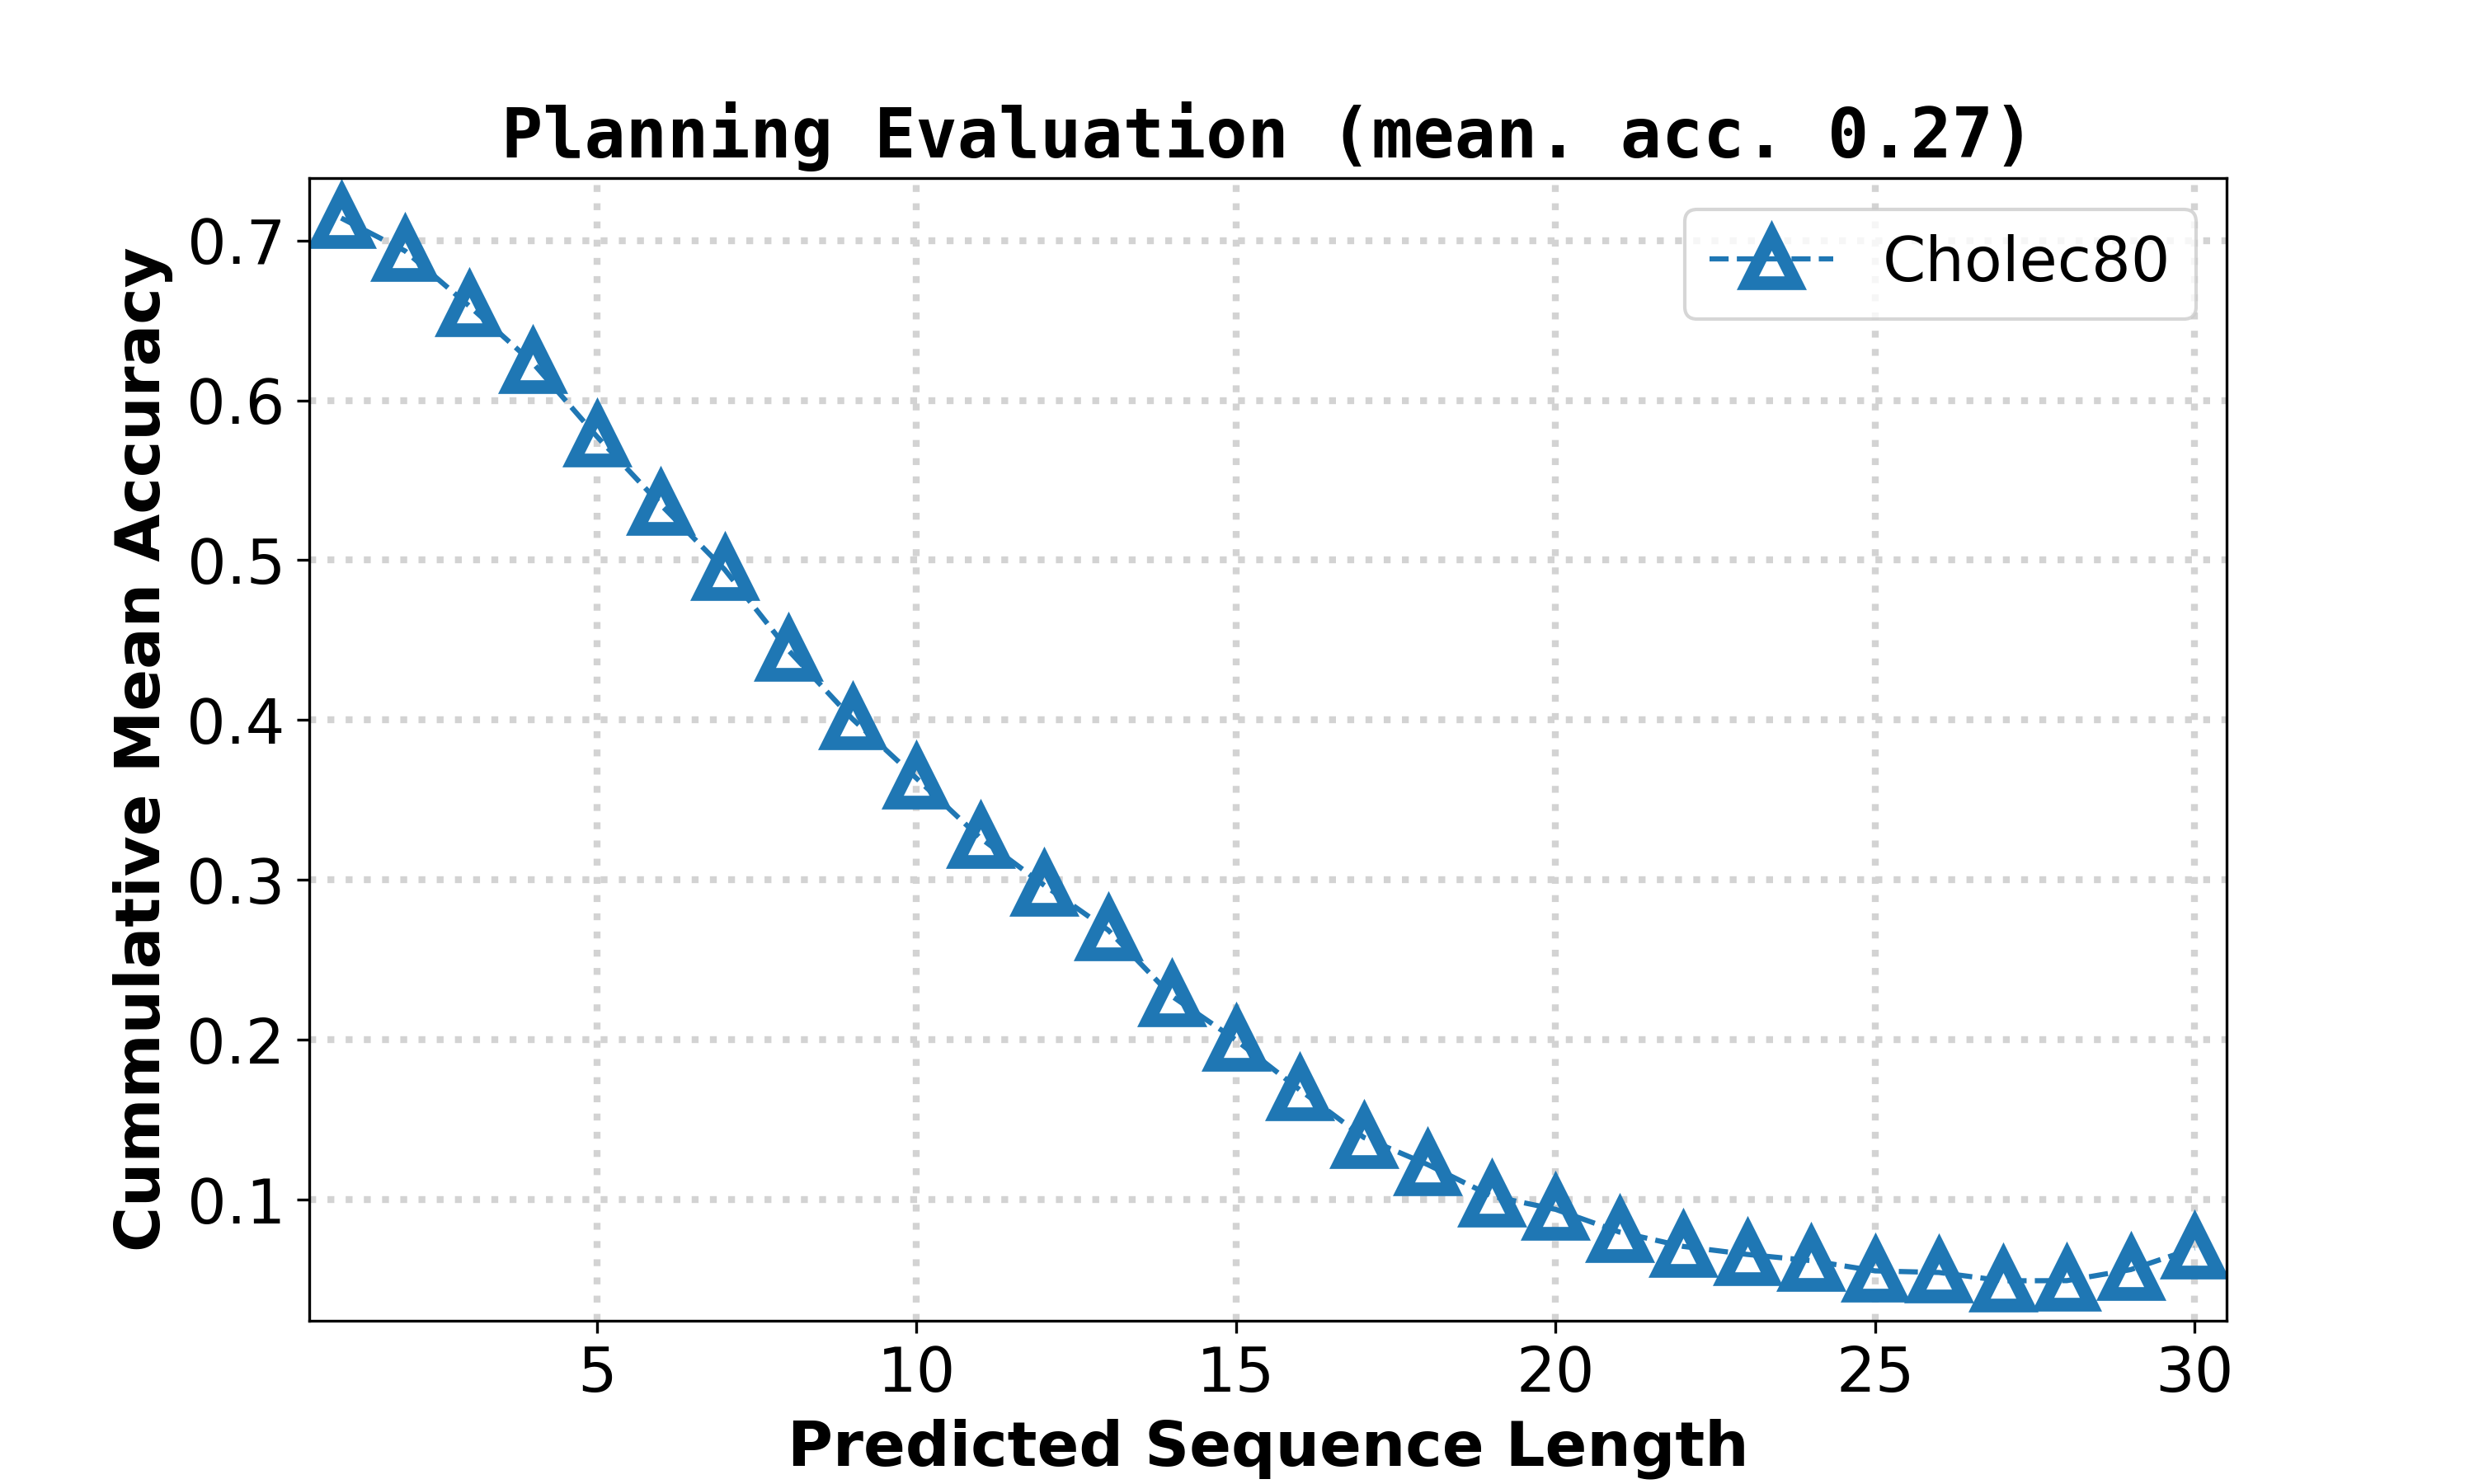 Planning Evaluation (mean. acc. 0.27)
Cummulative Mean Accuracy
0.7
0.6
0.5
0.4
0.3
0.2
0.1
Cholec80
5 10 15 20 25 30
Predicted Sequence Length